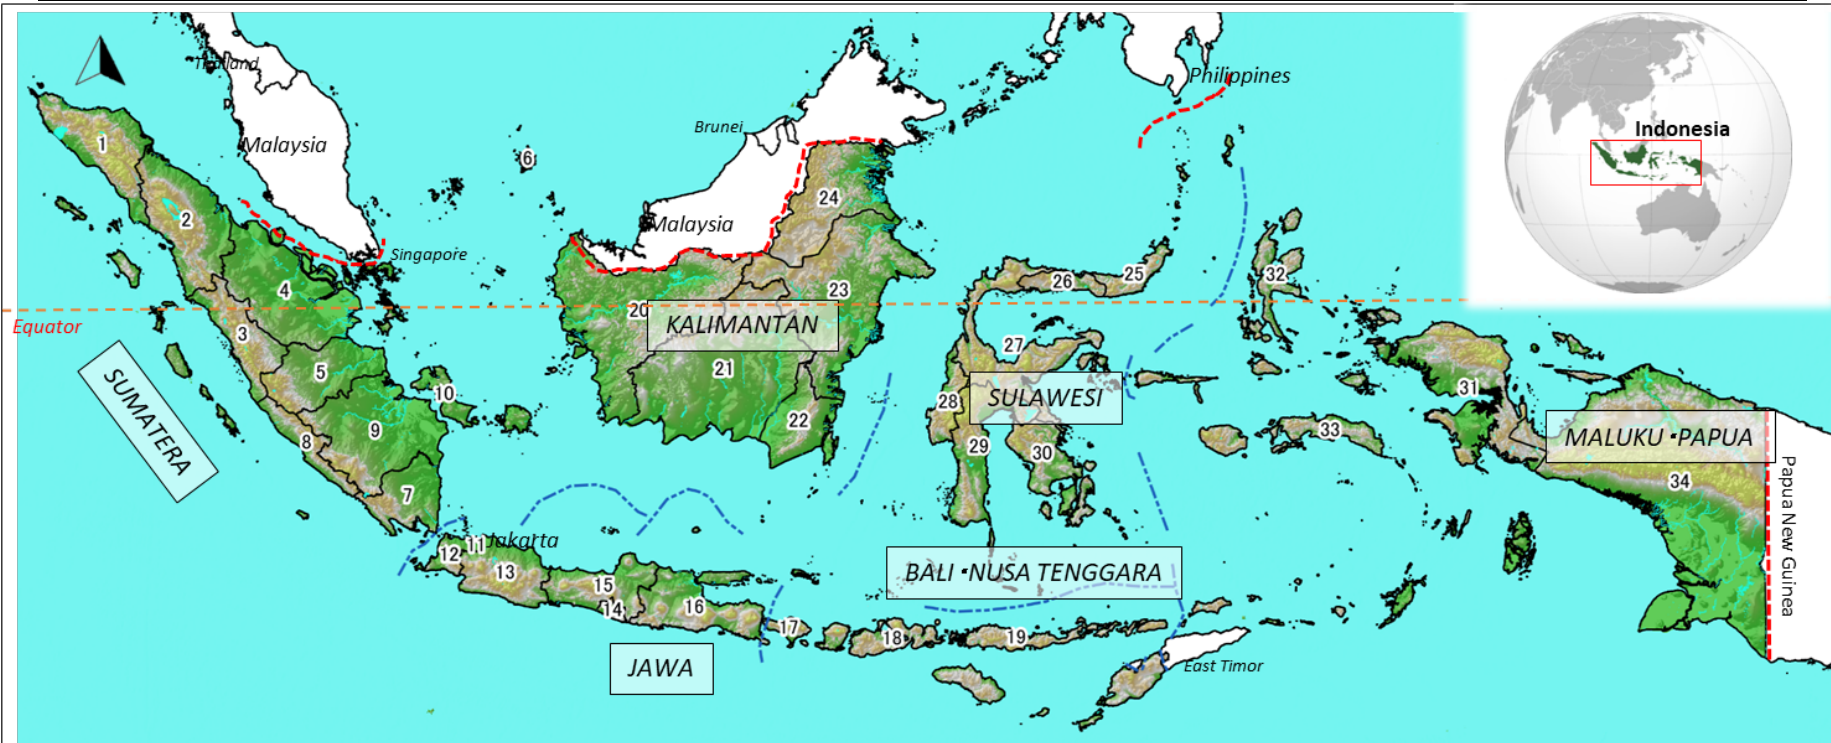 Thailand
Philippines
Malaysia
Brunei
Indonesia
1
6
24
2
Malaysia
Singapore
4
23
26
25
32
20
Equator
3
KALIMANTAN
27
5
21
31
SUMATERA
10
28
SULAWESI
8
9
22
29
30
33
MALUKU・PAPUA
34
7
Papua New Guinea
11
Jakarta
12
13
15
BALI・NUSA TENGGARA
14
16
17
18
19
JAWA
East Timor